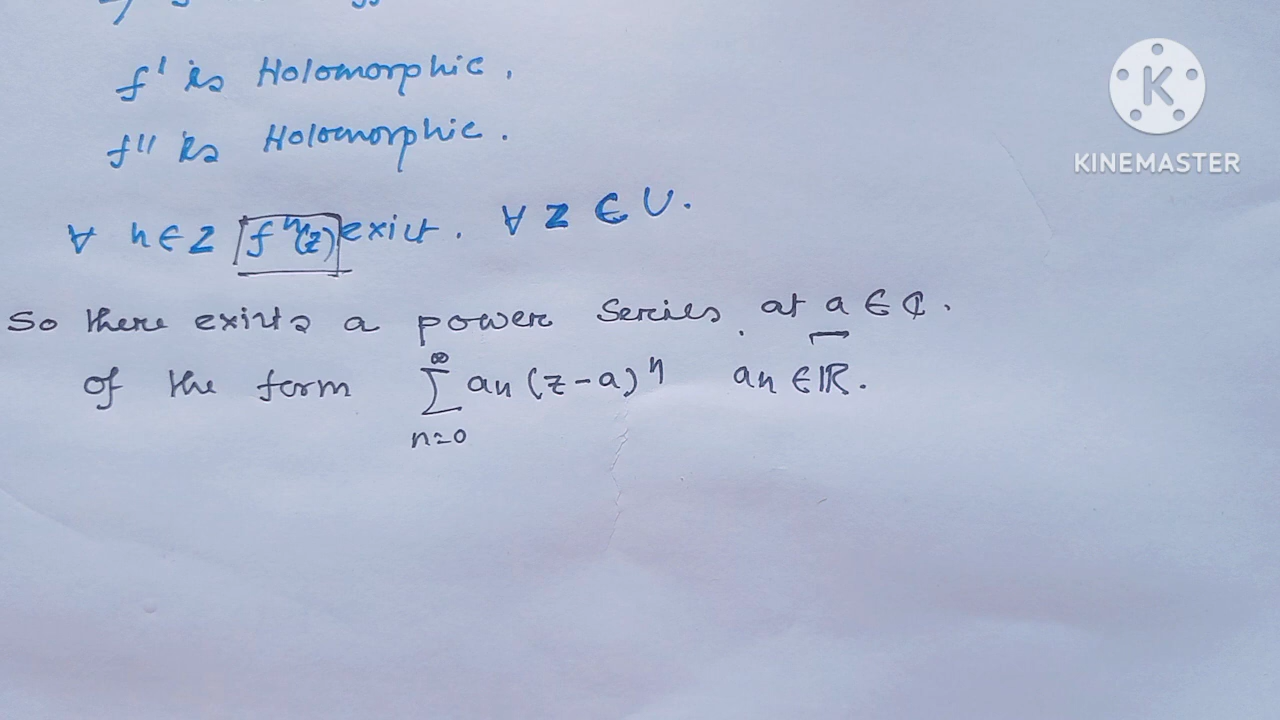 f' is Holomorphic.
K
f'' is Holomorphic.
KINEMASTER
∀ n ∈ Z f^n(z) exist. ∀ z ∈ U.
So there exists a power Series. at a ∈ ℂ.
of the form ∑_{n=0}^{∞} an (z-a)^n an ∈ ℝ.